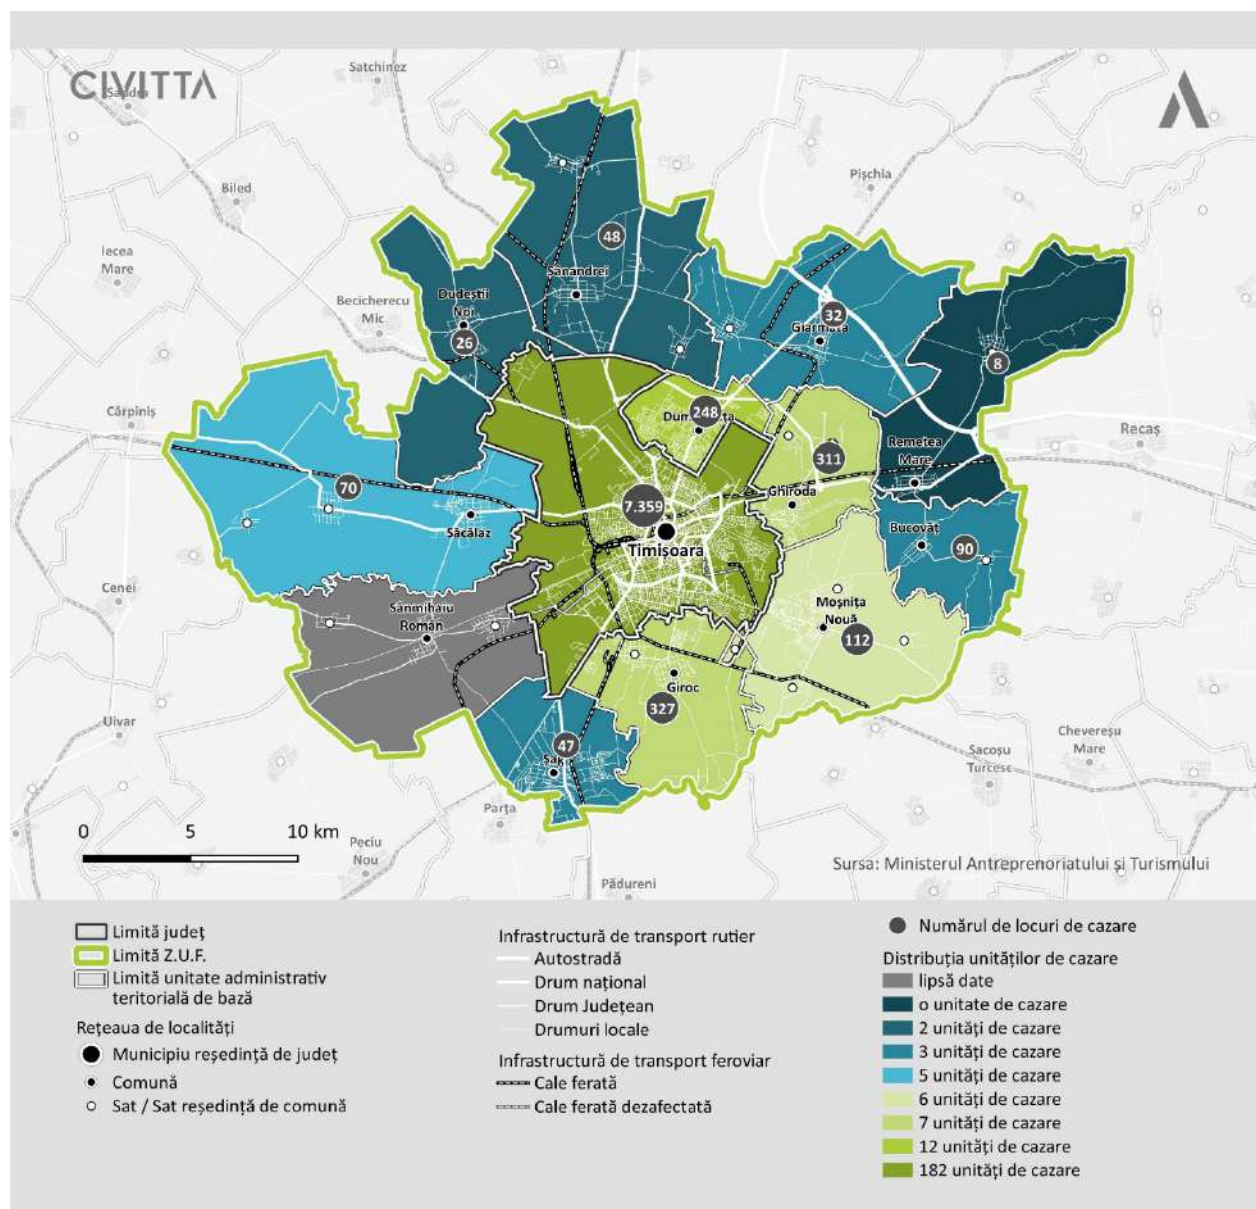 CIVITTA
Șandra
Satchinez
Pișchia
Biled
Iecea
Mare
Becicherecu
Mic
Dudeștii
Noi
26
48
Sânandrei
32
Giarmata
8
Cărpiniș
248
Recaș
311
Remetea
Mare
70
Ghiroda
7.359
Timișoara
Săcălaz
Bucovăț
90
Cenei
Sânmihaiu
Român
Moșnița
Nouă
112
Giroc
327
Uivar
47
Sacoșu
Turcesc
Chevereșu
Mare
Parța
Peciu
Nou
Pădureni
0 5 10 km
Sursa: Ministerul Antreprenoriatului și Turismului
Limită județ
Limită Z.U.F.
Limită unitate administrativ
teritorială de bază
Rețeaua de localități
Municipiu reședință de județ
Comună
Sat / Sat reședință de comună
Infrastructură de transport rutier
Autostradă
Drum național
Drum Județean
Drumuri locale
Infrastructură de transport feroviar
Cale ferată
Cale ferată dezafectată
Numărul de locuri de cazare
Distribuția unităților de cazare
lipsă date
o unitate de cazare
2 unități de cazare
3 unități de cazare
5 unități de cazare
6 unități de cazare
7 unități de cazare
12 unități de cazare
182 unități de cazare